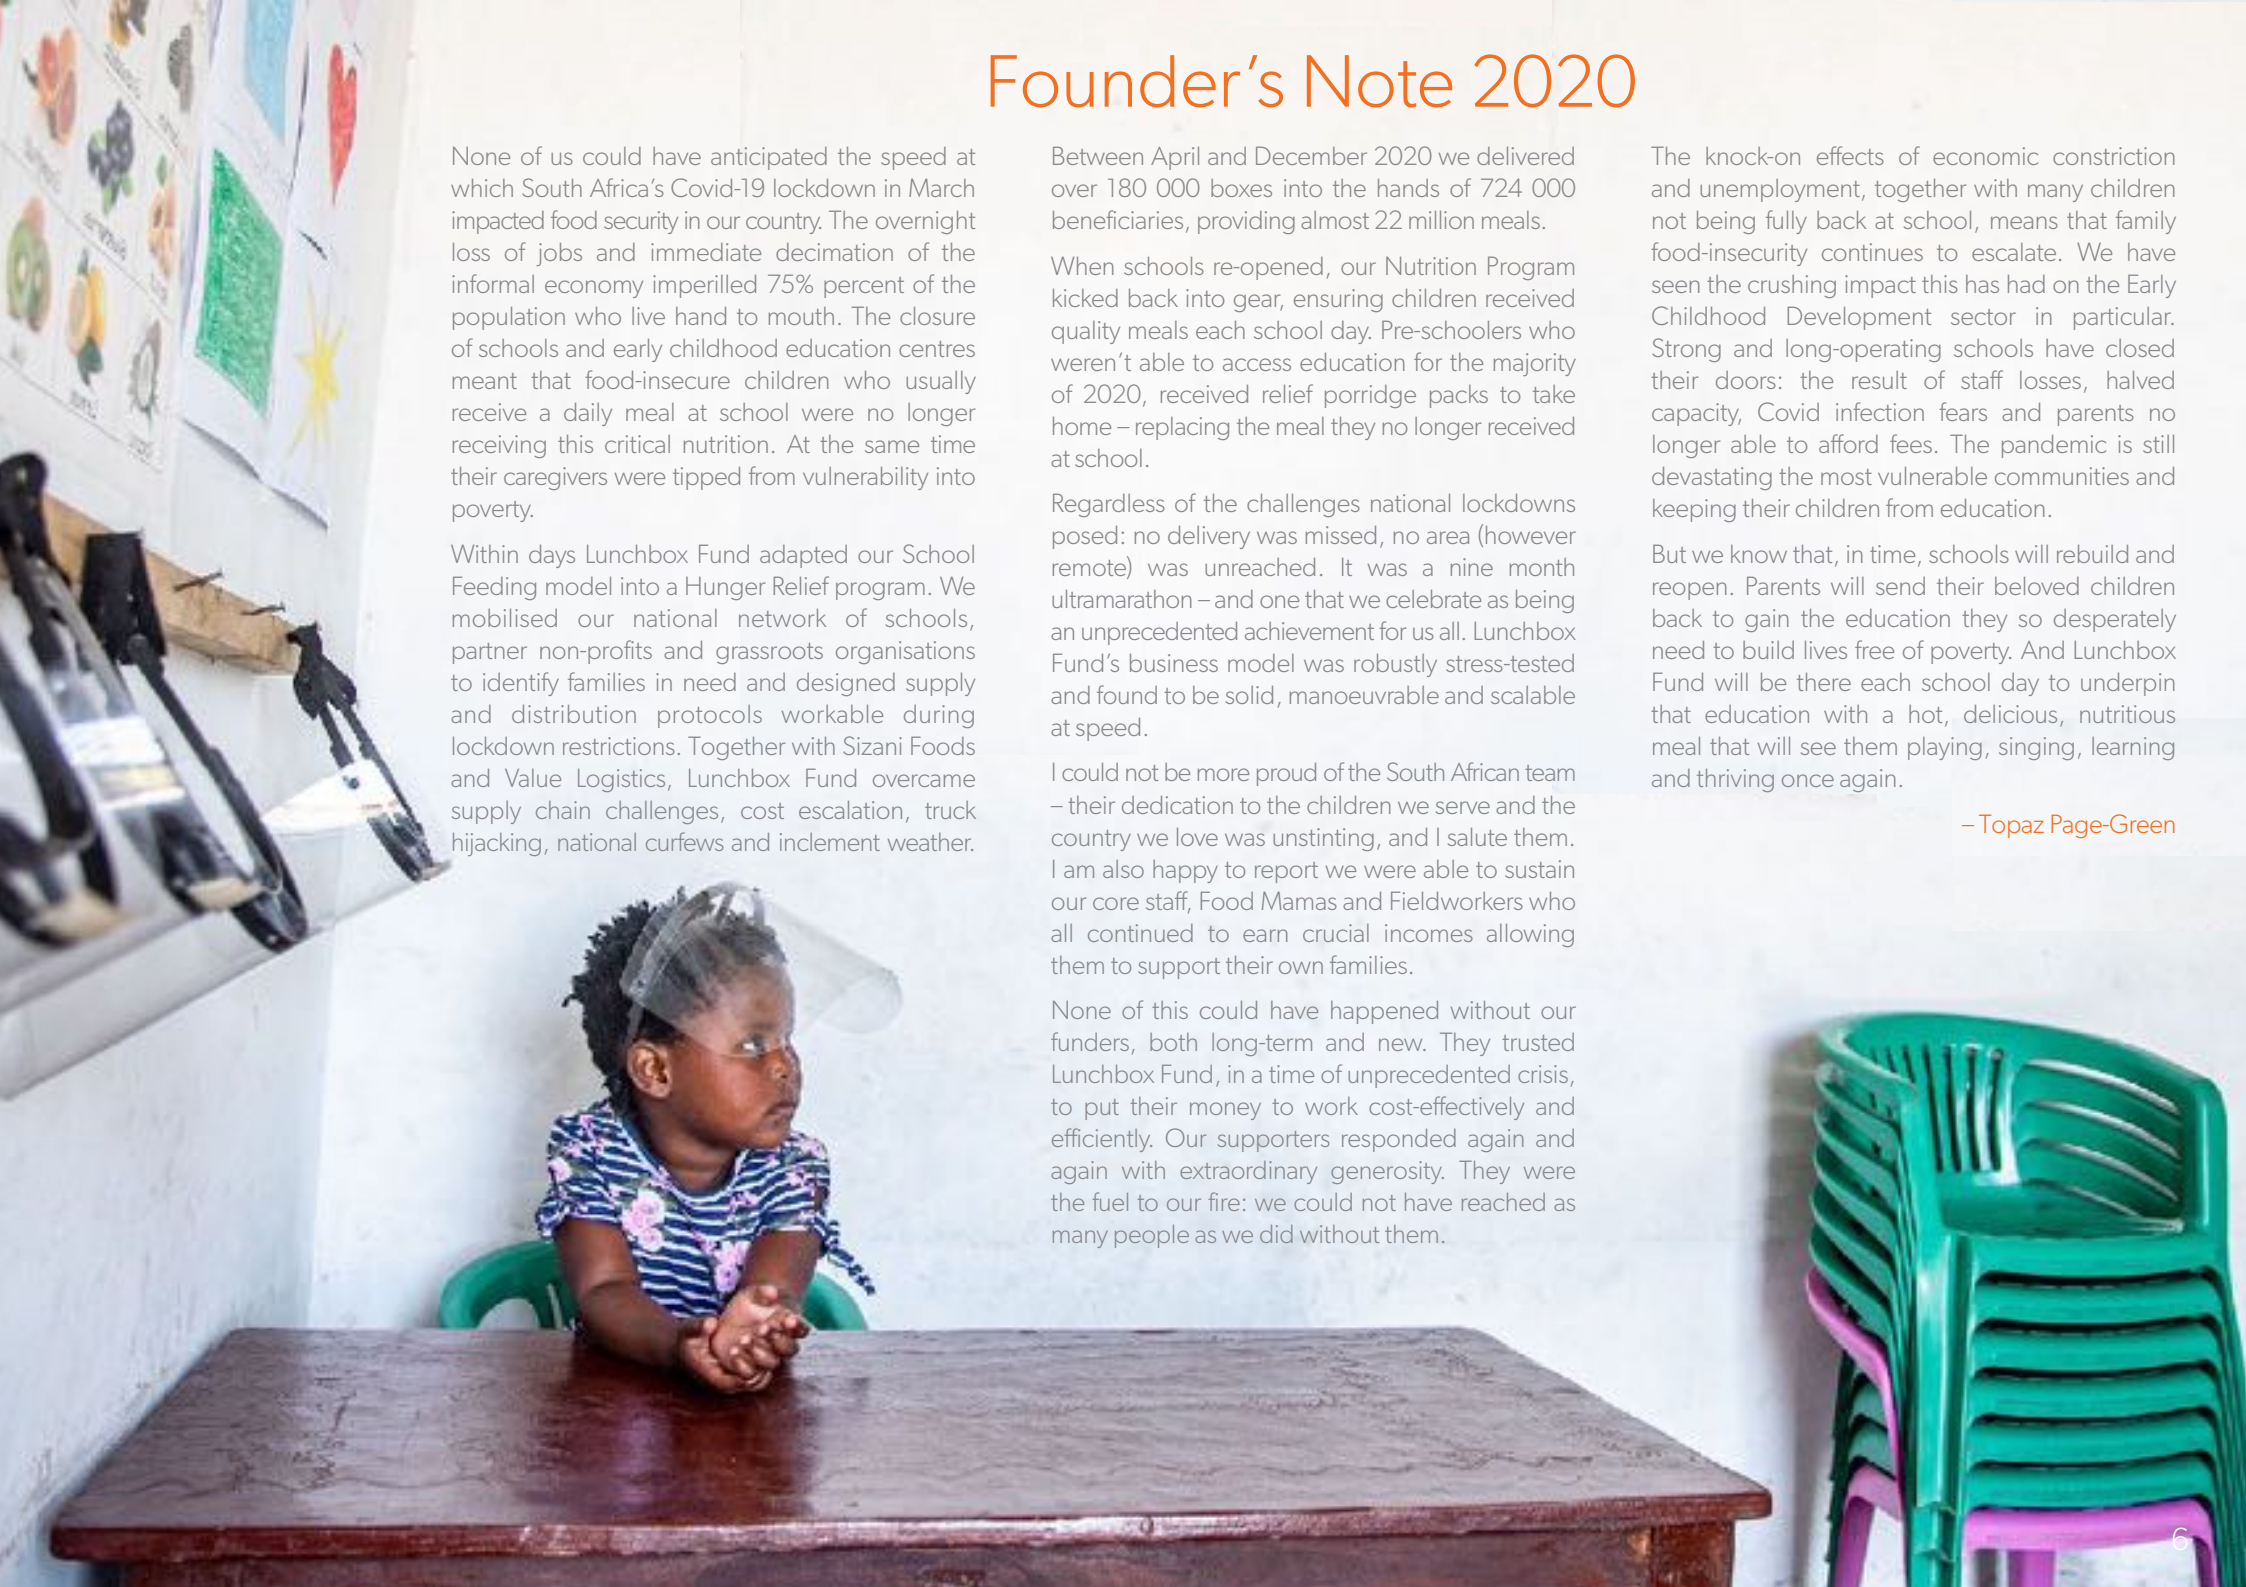 Founder’s Note 2020
None of us could have anticipated the speed at
which South Africa’s Covid-19 lockdown in March
impacted food security in our country. The overnight
loss of jobs and immediate decimation of the
informal economy imperilled 75% percent of the
population who live hand to mouth. The closure
of schools and early childhood education centres
meant that food-insecure children who usually
receive a daily meal at school were no longer
receiving this critical nutrition. At the same time
their caregivers were tipped from vulnerability into
poverty.
Within days Lunchbox Fund adapted our School
Feeding model into a Hunger Relief program. We
mobilised our national network of schools,
partner non-profits and grassroots organisations
to identify families in need and designed supply
and distribution protocols workable during
lockdown restrictions. Together with Sizani Foods
and Value Logistics, Lunchbox Fund overcame
supply chain challenges, cost escalation, truck
hijacking, national curfews and inclement weather.
Between April and December 2020 we delivered
over 180 000 boxes into the hands of 724 000
beneficiaries, providing almost 22 million meals.
When schools re-opened, our Nutrition Program
kicked back into gear, ensuring children received
quality meals each school day. Pre-schoolers who
weren’t able to access education for the majority
of 2020, received relief porridge packs to take
home – replacing the meal they no longer received
at school.
Regardless of the challenges national lockdowns
posed: no delivery was missed, no area (however
remote) was unreached. It was a nine month
ultramarathon – and one that we celebrate as being
an unprecedented achievement for us all. Lunchbox
Fund’s business model was robustly stress-tested
and found to be solid, manoeuvrable and scalable
at speed.
I could not be more proud of the South African team
– their dedication to the children we serve and the
country we love was unstinting, and I salute them.
I am also happy to report we were able to sustain
our core staff, Food Mamas and Fieldworkers who
all continued to earn crucial incomes allowing
them to support their own families.
None of this could have happened without our
funders, both long-term and new. They trusted
Lunchbox Fund, in a time of unprecedented crisis,
to put their money to work cost-effectively and
efficiently. Our supporters responded again and
again with extraordinary generosity. They were
the fuel to our fire: we could not have reached as
many people as we did without them.
The knock-on effects of economic constriction
and unemployment, together with many children
not being fully back at school, means that family
food-insecurity continues to escalate. We have
seen the crushing impact this has had on the Early
Childhood Development sector in particular.
Strong and long-operating schools have closed
their doors: the result of staff losses, halved
capacity, Covid infection fears and parents no
longer able to afford fees. The pandemic is still
devastating the most vulnerable communities and
keeping their children from education.
But we know that, in time, schools will rebuild and
reopen. Parents will send their beloved children
back to gain the education they so desperately
need to build lives free of poverty. And Lunchbox
Fund will be there each school day to underpin
that education with a hot, delicious, nutritious
meal that will see them playing, singing, learning
and thriving once again.
– Topaz Page-Green
6